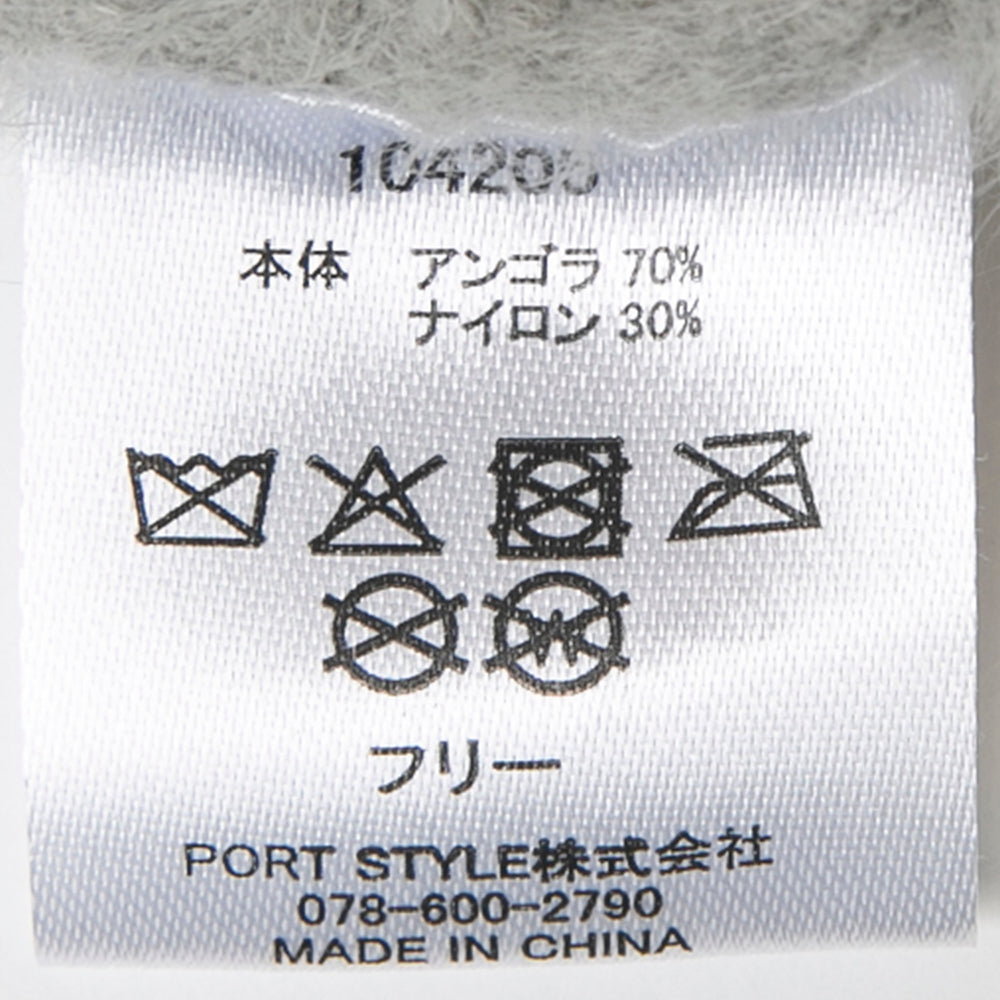 104205
本体 アンゴラ 70%
ナイロン 30%
フリー
PORT STYLE株式会社
078-600-2790
MADE IN CHINA